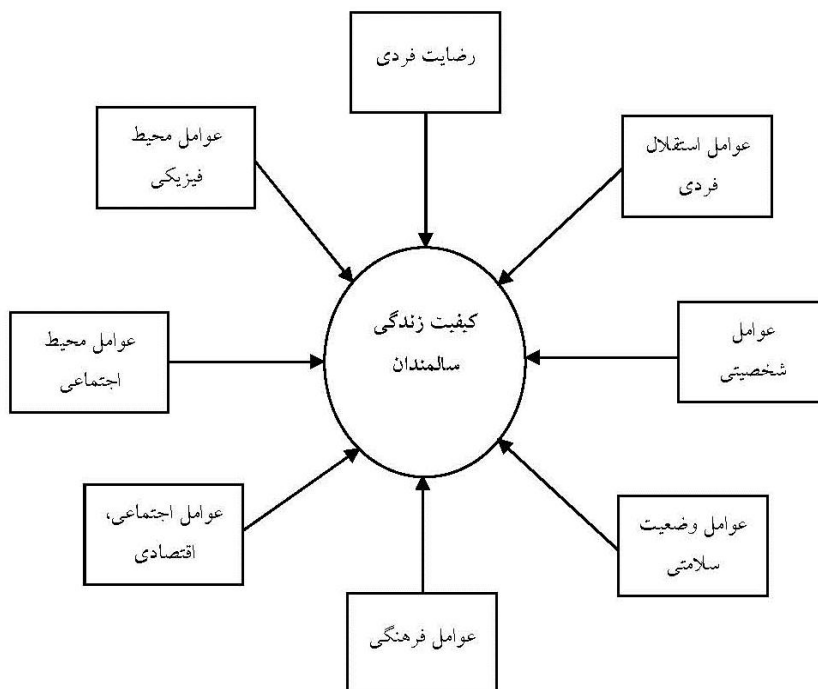 رضایت فردی
عوامل محیط
فیزیکی
عوامل استقلال
فردی
کیفیت زندگی
سالمندان
عوامل محیط
اجتماعی
عوامل
شخصیتی
عوامل اجتماعی،
اقتصادی
عوامل وضعیت
سلامتی
عوامل فرهنگی